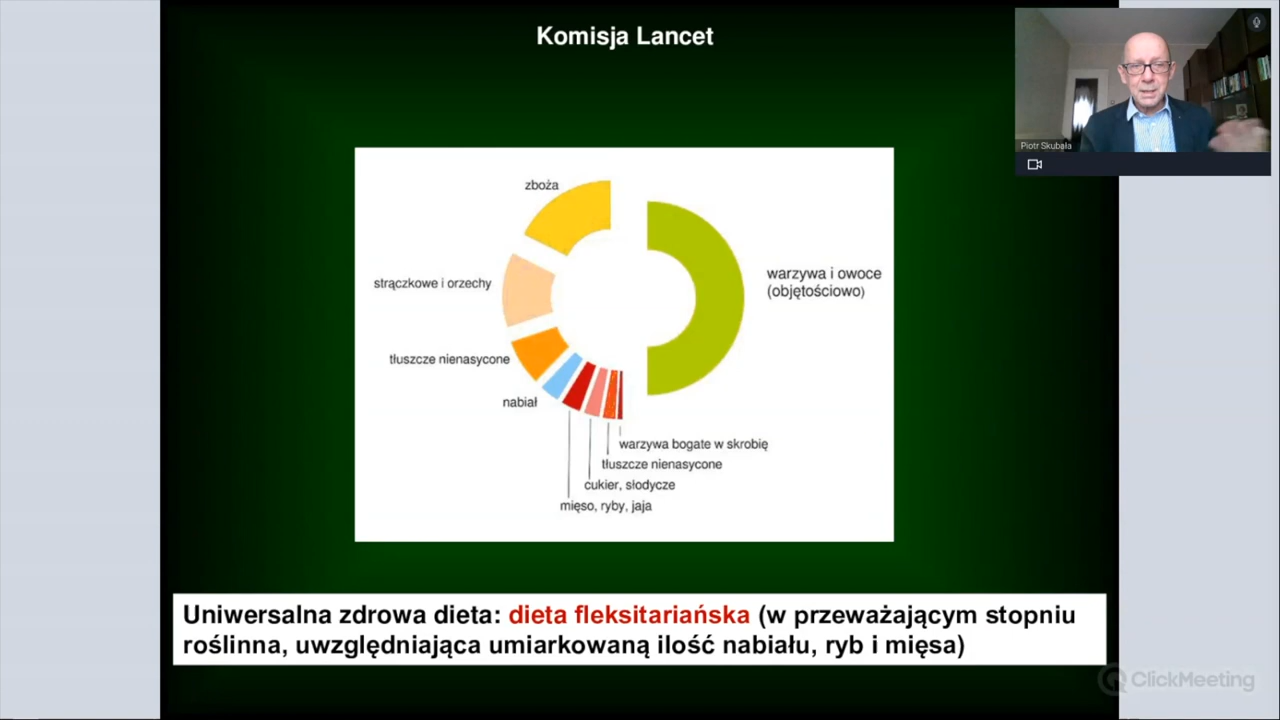 Komisja Lancet
Piotr Skubała
zboża
strączkowe i orzechy
warzywa i owoce
(objętościowo)
tłuszcze nienasycone
nabiał
warzywa bogate w skrobię
tłuszcze nienasycone
cukier, słodycze
mięso, ryby, jaja
Uniwersalna zdrowa dieta: dieta fleksitariańska (w przeważającym stopniu
roślinna, uwzględniająca umiarkowaną ilość nabiału, ryb i mięsa)
ClickMeeting